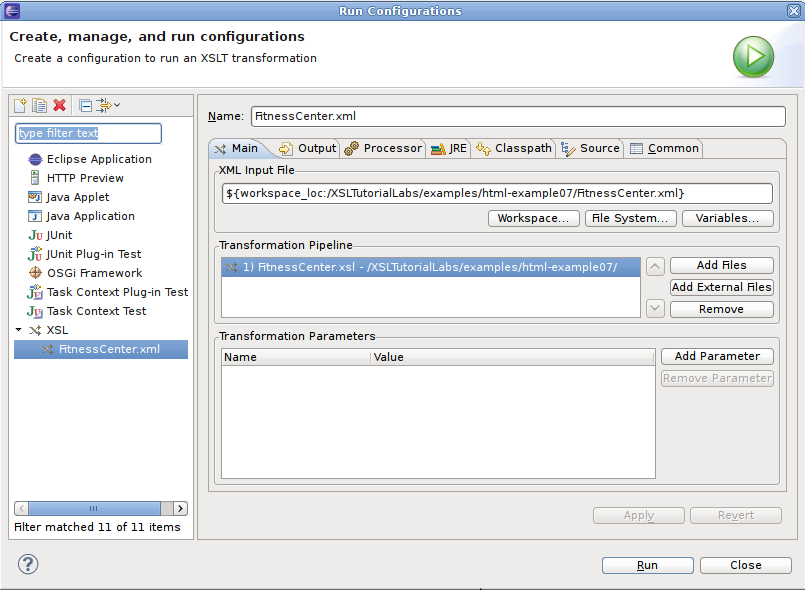 Run Configurations
Create, manage, and run configurations
Create a configuration to run an XSLT transformation
type filter text
Eclipse Application
HTTP Preview
Java Applet
Java Application
Ju JUnit
JUnit Plug-in Test
OSGi Framework
Task Context Plug-in Test
Ju Task Context Test
XSL
FitnessCenter.xml
Filter matched 11 of 11 items
Name: FitnessCenter.xml
Main Output Processor JRE Classpath Source Common
XML Input File
${workspace_loc:/XSLTutorialLabs/examples/html-example07/FitnessCenter.xml}
Workspace... File System... Variables...
Transformation Pipeline
1) FitnessCenter.xsl - /XSLTutorialLabs/examples/html-example07/
Add Files
Add External Files
Remove
Transformation Parameters
Name Value
Add Parameter
Remove Parameter
Apply Revert
? Run Close